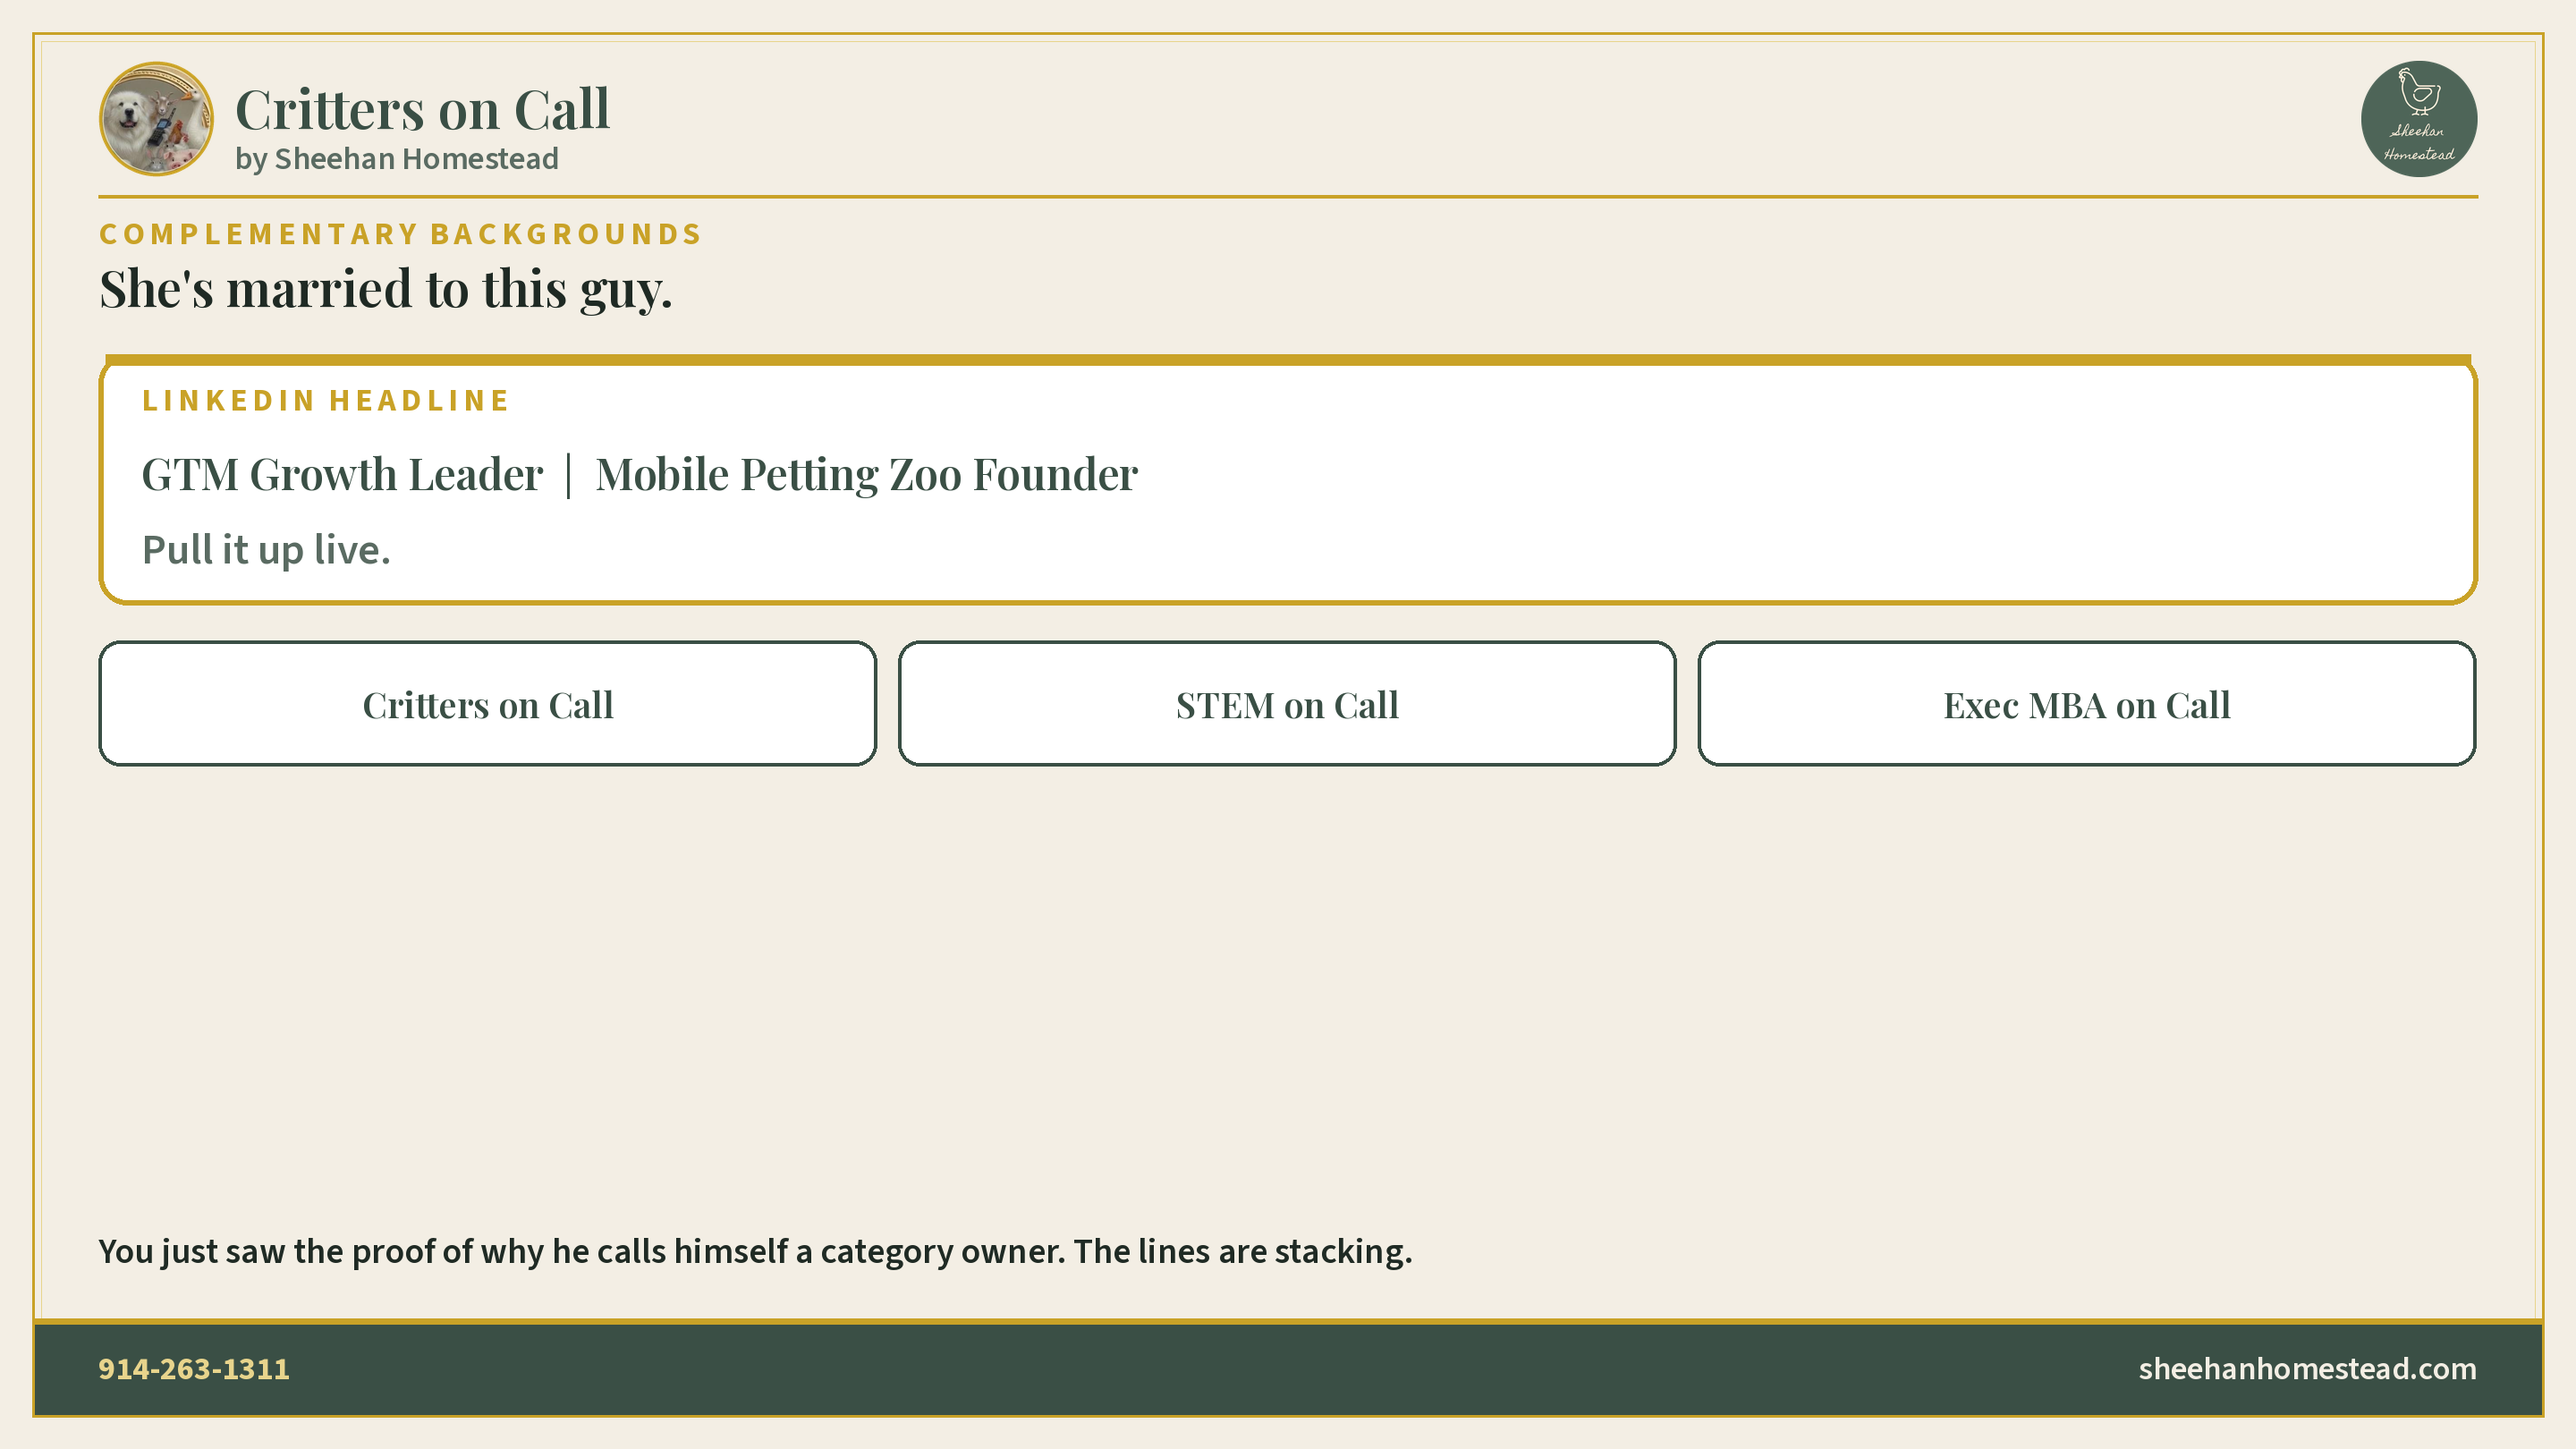 Critters on Call
by Sheehan Homestead
Sheehan
Homestead
COMPLEMENTARY BACKGROUNDS
She's married to this guy.
LINKEDIN HEADLINE
GTM Growth Leader | Mobile Petting Zoo Founder
Pull it up live.
Critters on Call
STEM on Call
Exec MBA on Call
You just saw the proof of why he calls himself a category owner. The lines are stacking.
914-263-1311
sheehanhomestead.com